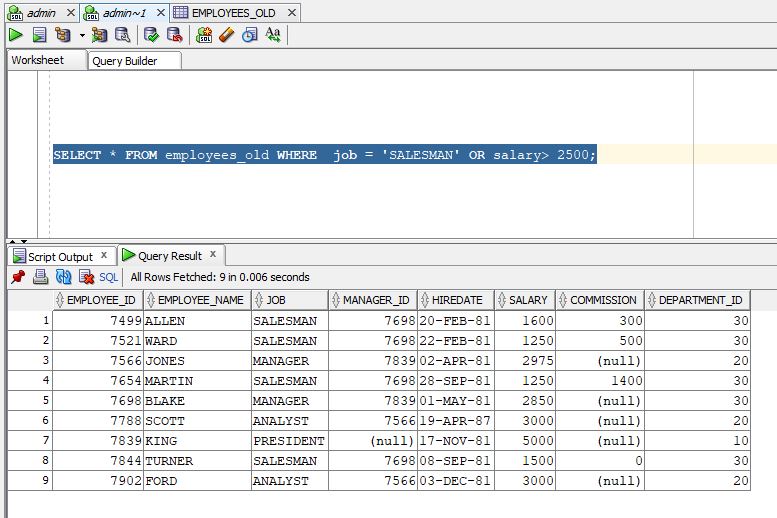 admin admin~1 EMPLOYEES_OLD
Worksheet Query Builder
SELECT * FROM employees_old WHERE  job = 'SALESMAN' OR salary> 2500;
Script Output x Query Result x
SQL All Rows Fetched: 9 in 0.006 seconds
EMPLOYEE_ID EMPLOYEE_NAME JOB MANAGER_ID HIREDATE SALARY COMMISSION DEPARTMENT_ID
1 7499 ALLEN SALESMAN 7698 20-FEB-81 1600 300 30
2 7521 WARD SALESMAN 7698 22-FEB-81 1250 500 30
3 7566 JONES MANAGER 7839 02-APR-81 2975 (null) 20
4 7654 MARTIN SALESMAN 7698 28-SEP-81 1250 1400 30
5 7698 BLAKE MANAGER 7839 01-MAY-81 2850 (null) 30
6 7788 SCOTT ANALYST 7566 19-APR-87 3000 (null) 20
7 7839 KING PRESIDENT (null) 17-NOV-81 5000 (null) 10
8 7844 TURNER SALESMAN 7698 08-SEP-81 1500 0 30
9 7902 FORD ANALYST 7566 03-DEC-81 3000 (null) 20